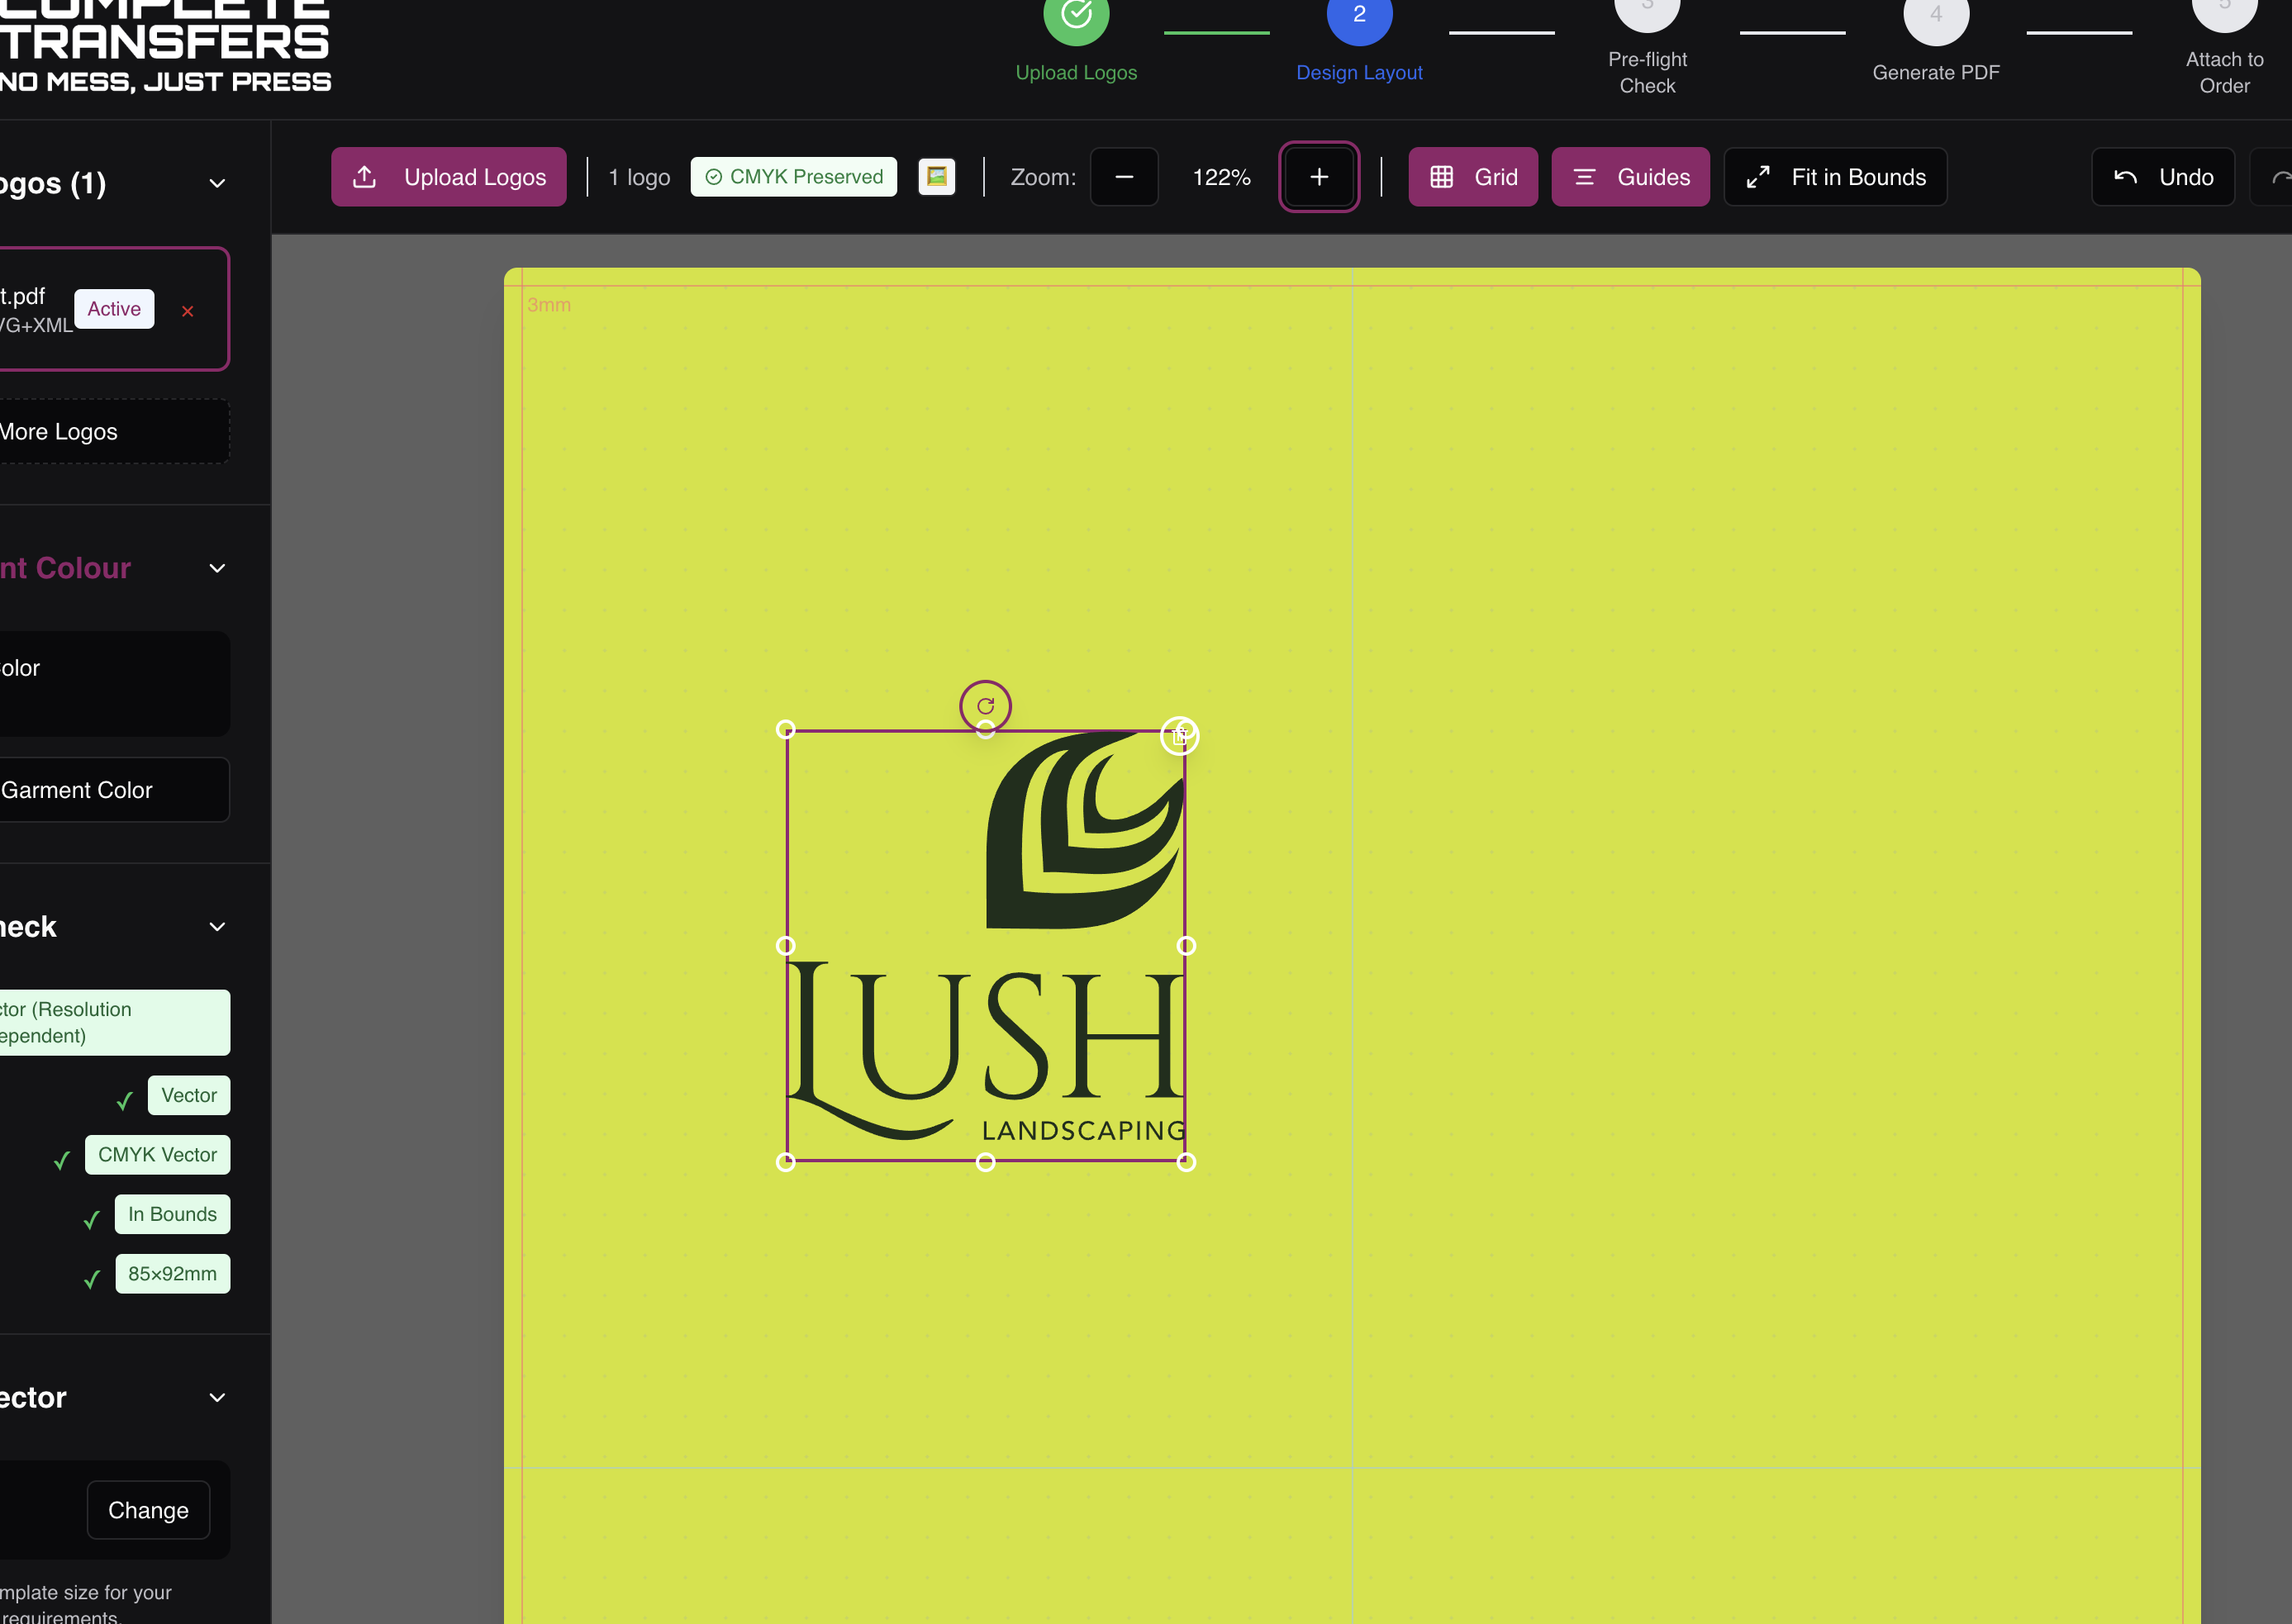 COMPLETE
TRANSFERS
NO MESS, JUST PRESS
2
3
4
5
Upload Logos
Design Layout
Pre-flight
Check
Generate PDF
Attach to
Order
ogos (1)
Upload Logos
1 logo
CMYK Preserved
Zoom:
122%
Grid
Guides
Fit in Bounds
Undo
t.pdf
VG+XML
Active
More Logos
nt Colour
olor
Garment Color
heck
ctor (Resolution
ependent)
Vector
CMYK Vector
In Bounds
85×92mm
ector
Change
mplate size for your
requirements.
3mm
LUSH
LANDSCAPING